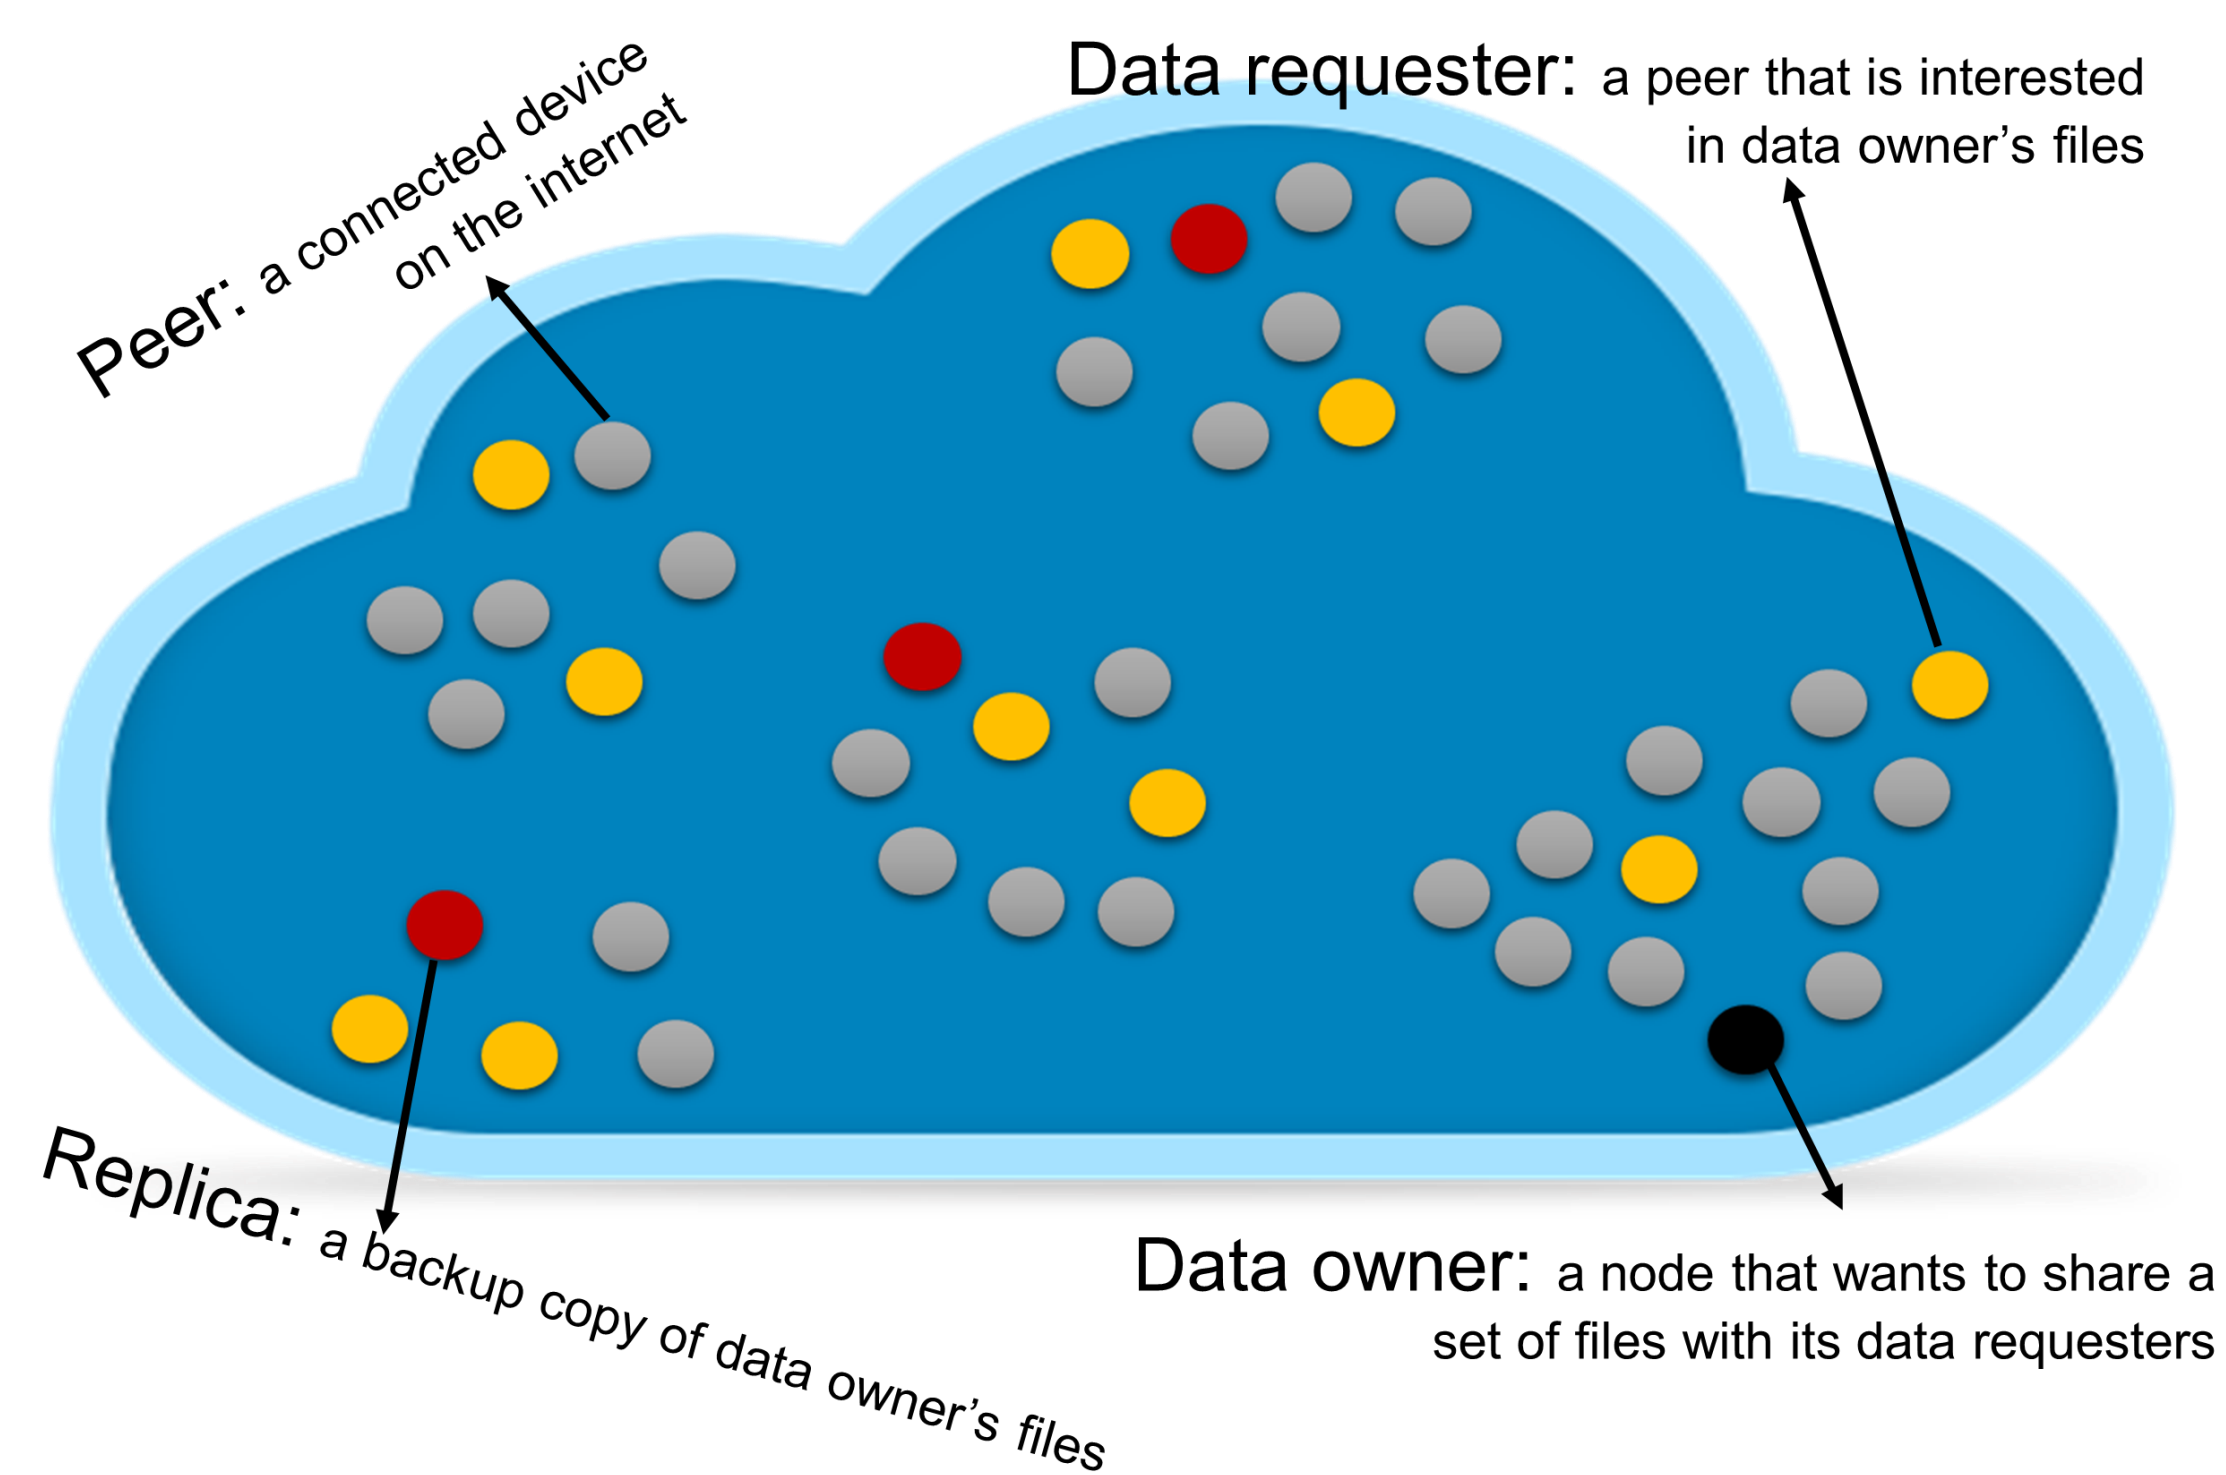 Data requester: a peer that is interested
in data owner’s files
Peer: a connected device
on the internet
Replica: a backup copy of data owner’s files
Data owner: a node that wants to share a
set of files with its data requesters